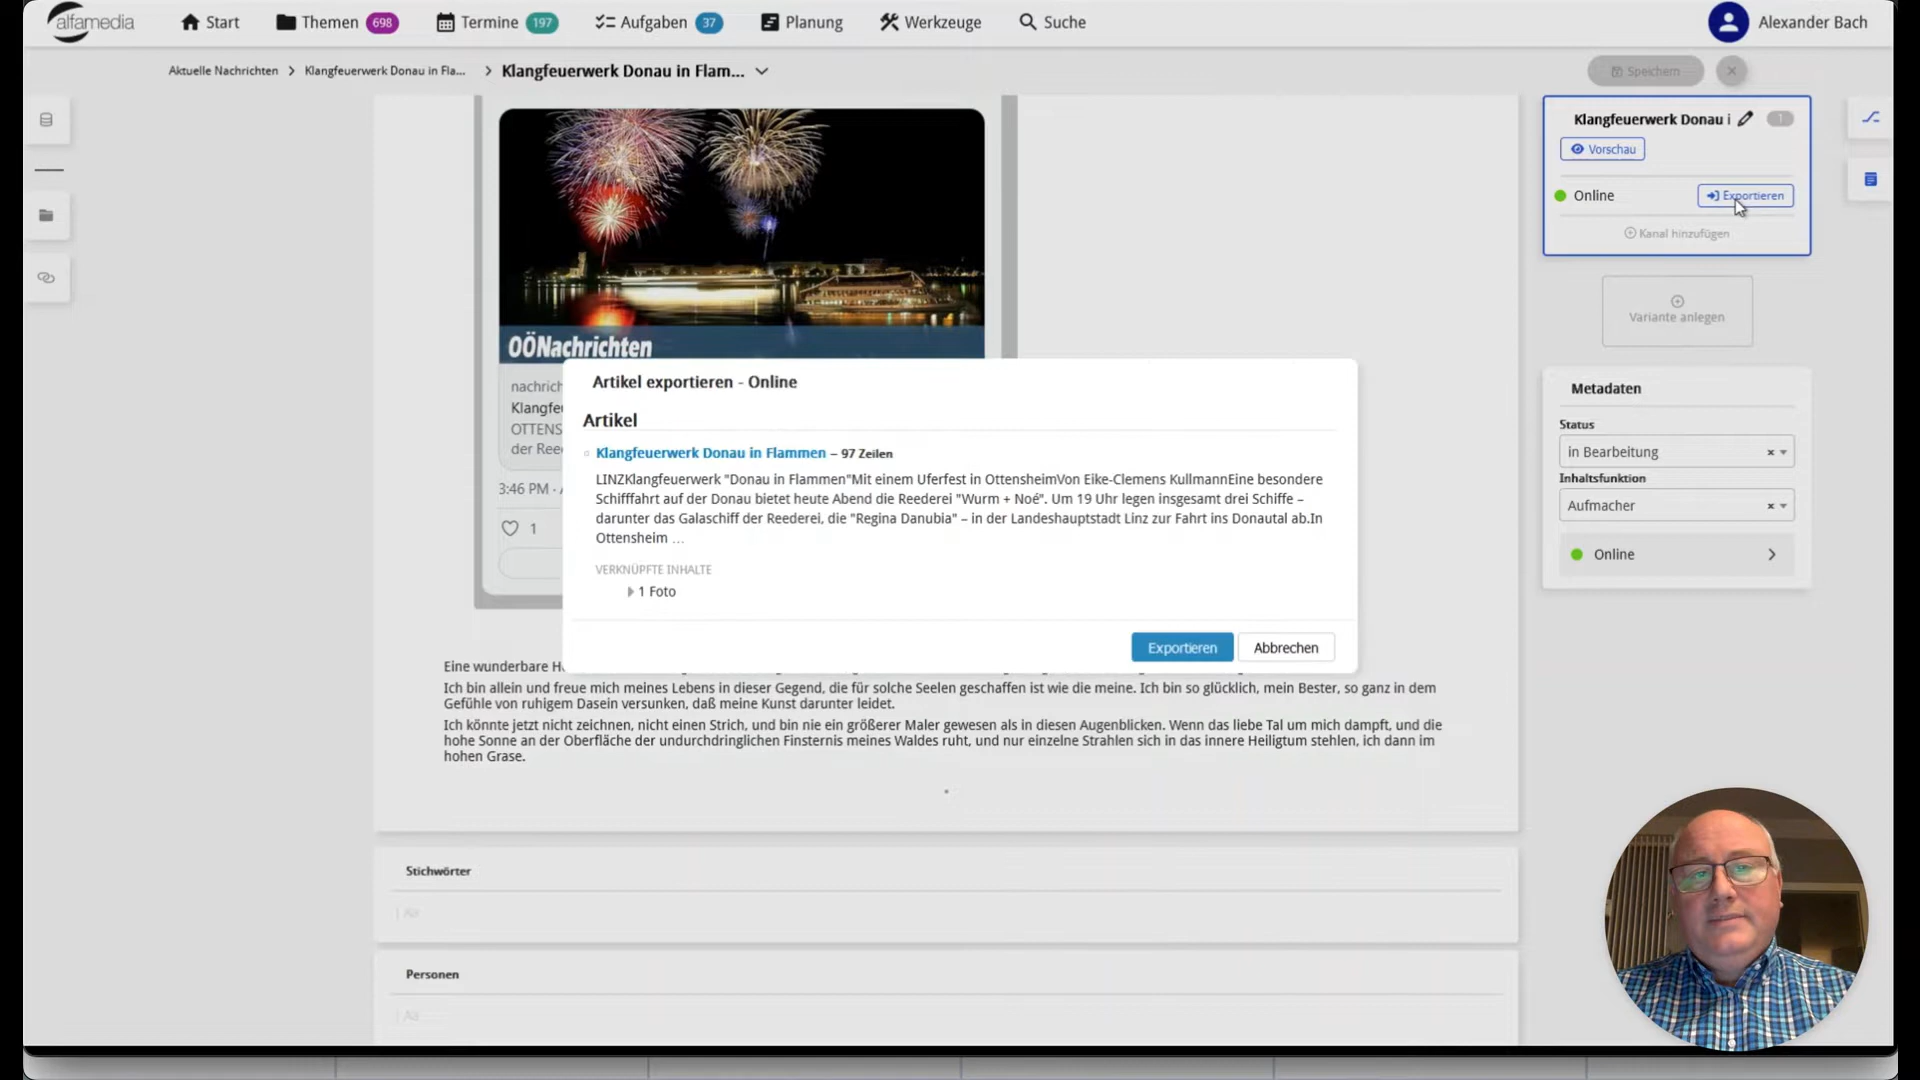 alfamedia
Start
Themen 698
Termine 197
Aufgaben 37
Planung
Werkzeuge
Suche
Alexander Bach
Aktuelle Nachrichten
Klangfeuerwerk Donau in Fla...
Klangfeuerwerk Donau in Flam...
Speichern
Klangfeuerwerk Donau i
1
Vorschau
Online
Exportieren
Kanal hinzufügen
Variante anlegen
OÖNachrichten
nachrich
Klangfe
OTTENS
der Ree
3:46 PM ·
1
Artikel exportieren - Online
Artikel
Klangfeuerwerk Donau in Flammen – 97 Zeilen
LINZKlangfeuerwerk "Donau in Flammen"Mit einem Uferfest in OttensheimVon Eike-Clemens KullmannEine besondere
Schifffahrt auf der Donau bietet heute Abend die Reederei "Wurm + Noé". Um 19 Uhr legen insgesamt drei Schiffe –
darunter das Galaschiff der Reederei, die "Regina Danubia" – in der Landeshauptstadt Linz zur Fahrt ins Donautal ab.In
Ottensheim …
VERKNÜPFTE INHALTE
1 Foto
Exportieren
Abbrechen
Metadaten
Status
in Bearbeitung
Inhaltsfunktion
Aufmacher
Online
Eine wunderbare H
Ich bin allein und freue mich meines Lebens in dieser Gegend, die für solche Seelen geschaffen ist wie die meine. Ich bin so glücklich, mein Bester, so ganz in dem
Gefühle von ruhigem Dasein versunken, daß meine Kunst darunter leidet.
Ich könnte jetzt nicht zeichnen, nicht einen Strich, und bin nie ein größerer Maler gewesen als in diesen Augenblicken. Wenn das liebe Tal um mich dampft, und die
hohe Sonne an der Oberfläche der undurchdringlichen Finsternis meines Waldes ruht, und nur einzelne Strahlen sich in das innere Heiligtum stehlen, ich dann im
hohen Grase.
Stichwörter
Aa
Personen
Aa